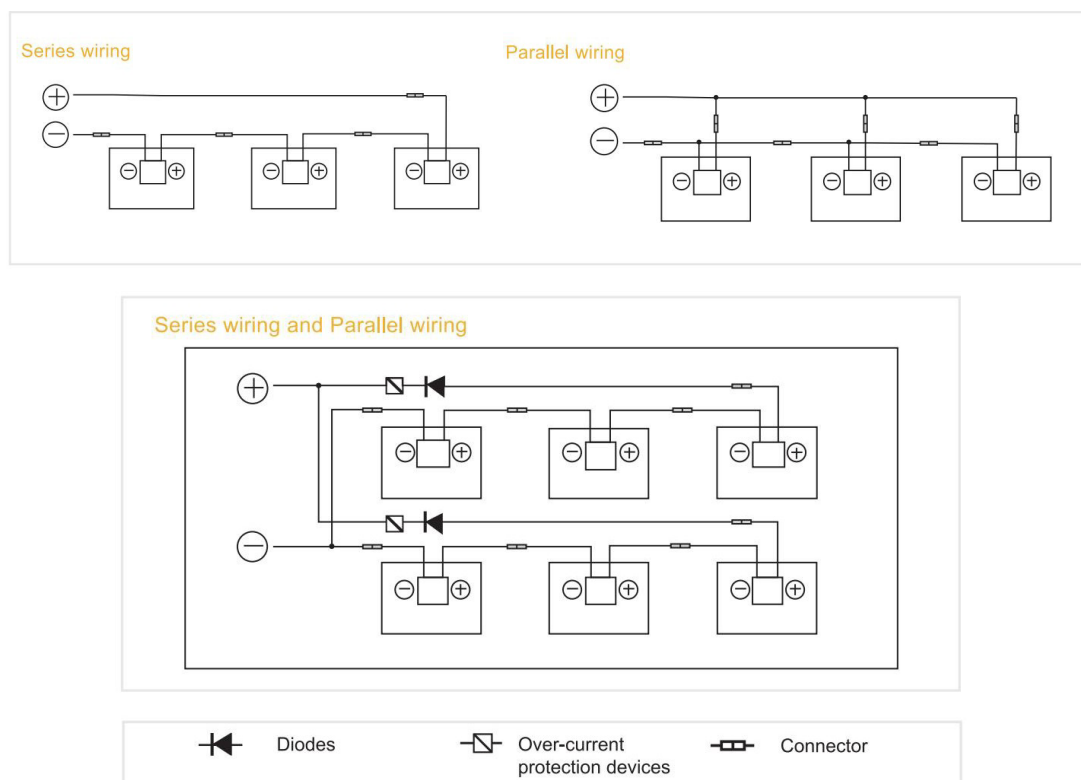 Series wiring
Parallel wiring
Series wiring and Parallel wiring
Diodes
Over-current
protection devices
Connector